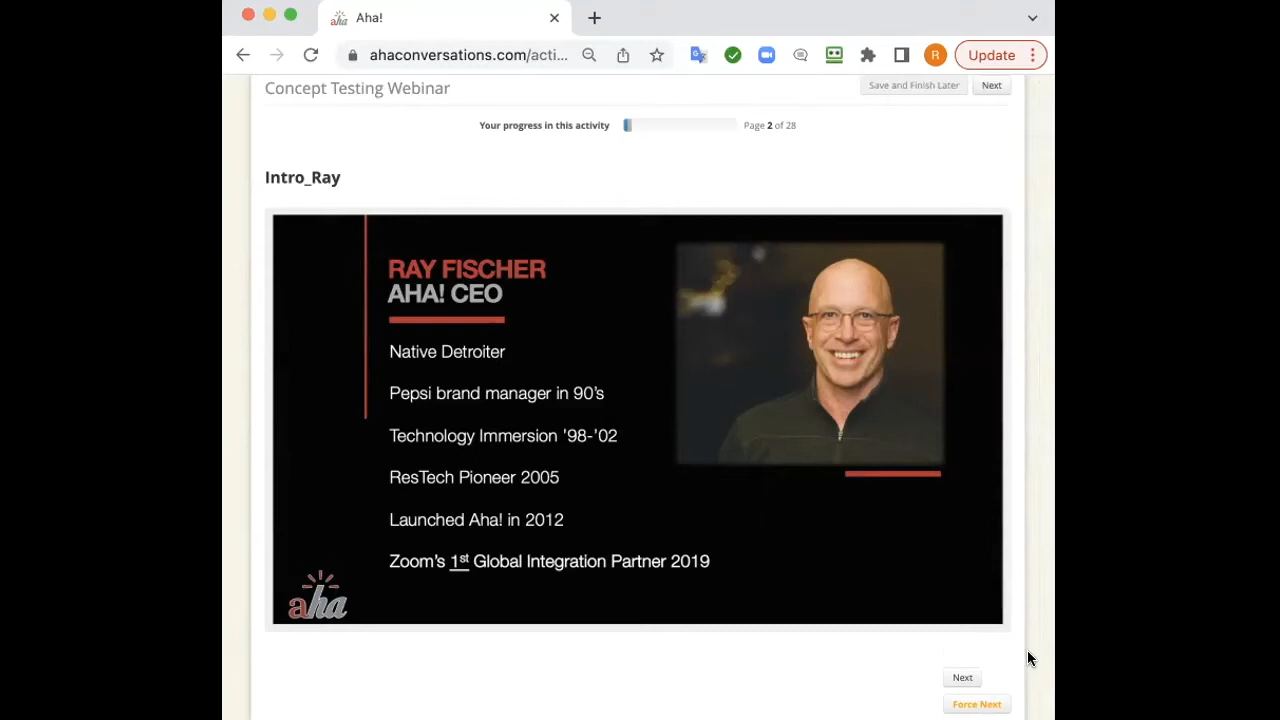 Aha!
ahaconversations.com/acti...
R
Update
Concept Testing Webinar
Save and Finish Later
Next
Your progress in this activity
Page 2 of 28
Intro_Ray
RAY FISCHER
AHA! CEO
Native Detroiter
Pepsi brand manager in 90's
Technology Immersion '98-'02
ResTech Pioneer 2005
Launched Aha! in 2012
Zoom's 1st Global Integration Partner 2019
aha
Next
Force Next